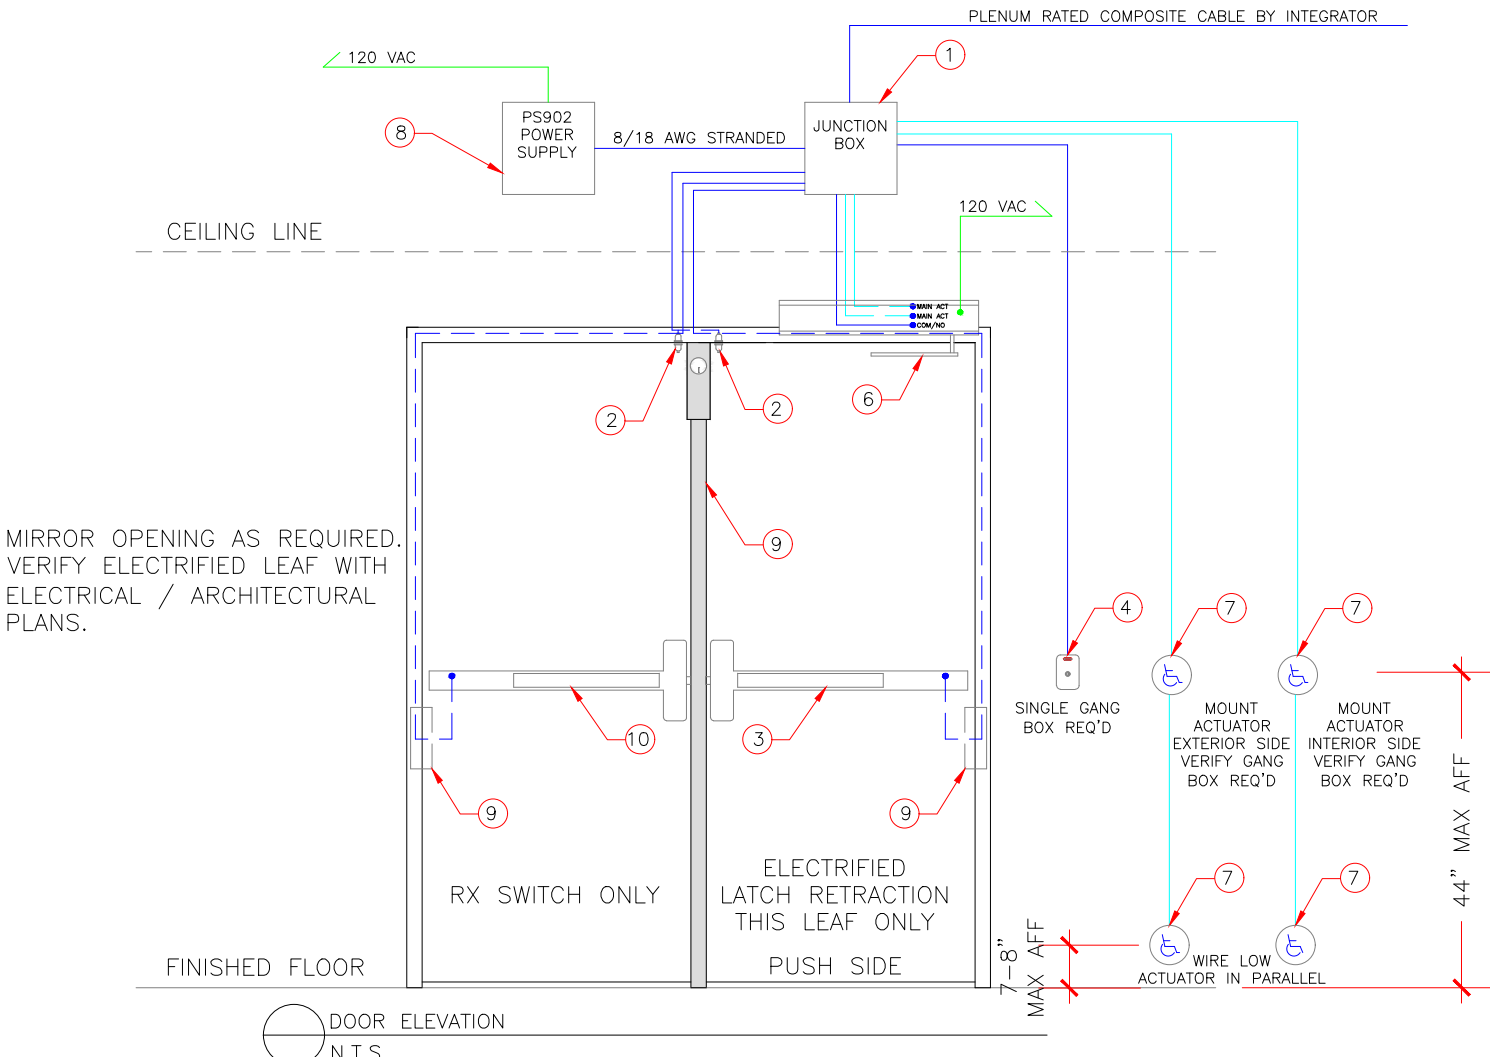 PLENUM RATED COMPOSITE CABLE BY INTEGRATOR
120 VAC
1
PS902
POWER
SUPPLY
8
8/18 AWG STRANDED
JUNCTION
BOX
120 VAC
CEILING LINE
MAIN ACT
MAIN ACT
COM/NO
2
2
6
MIRROR OPENING AS REQUIRED.
VERIFY ELECTRIFIED LEAF WITH
ELECTRICAL / ARCHITECTURAL
PLANS.
9
4
7
7
SINGLE GANG
BOX REQ'D
MOUNT
ACTUATOR
EXTERIOR SIDE
VERIFY GANG
BOX REQ'D
MOUNT
ACTUATOR
INTERIOR SIDE
VERIFY GANG
BOX REQ'D
10
3
9
9
44" MAX AFF
RX SWITCH ONLY
ELECTRIFIED
LATCH RETRACTION
THIS LEAF ONLY
PUSH SIDE
7
7
7-8"
MAX AFF
WIRE LOW
ACTUATOR IN PARALLEL
FINISHED FLOOR
DOOR ELEVATION
N.T.S.